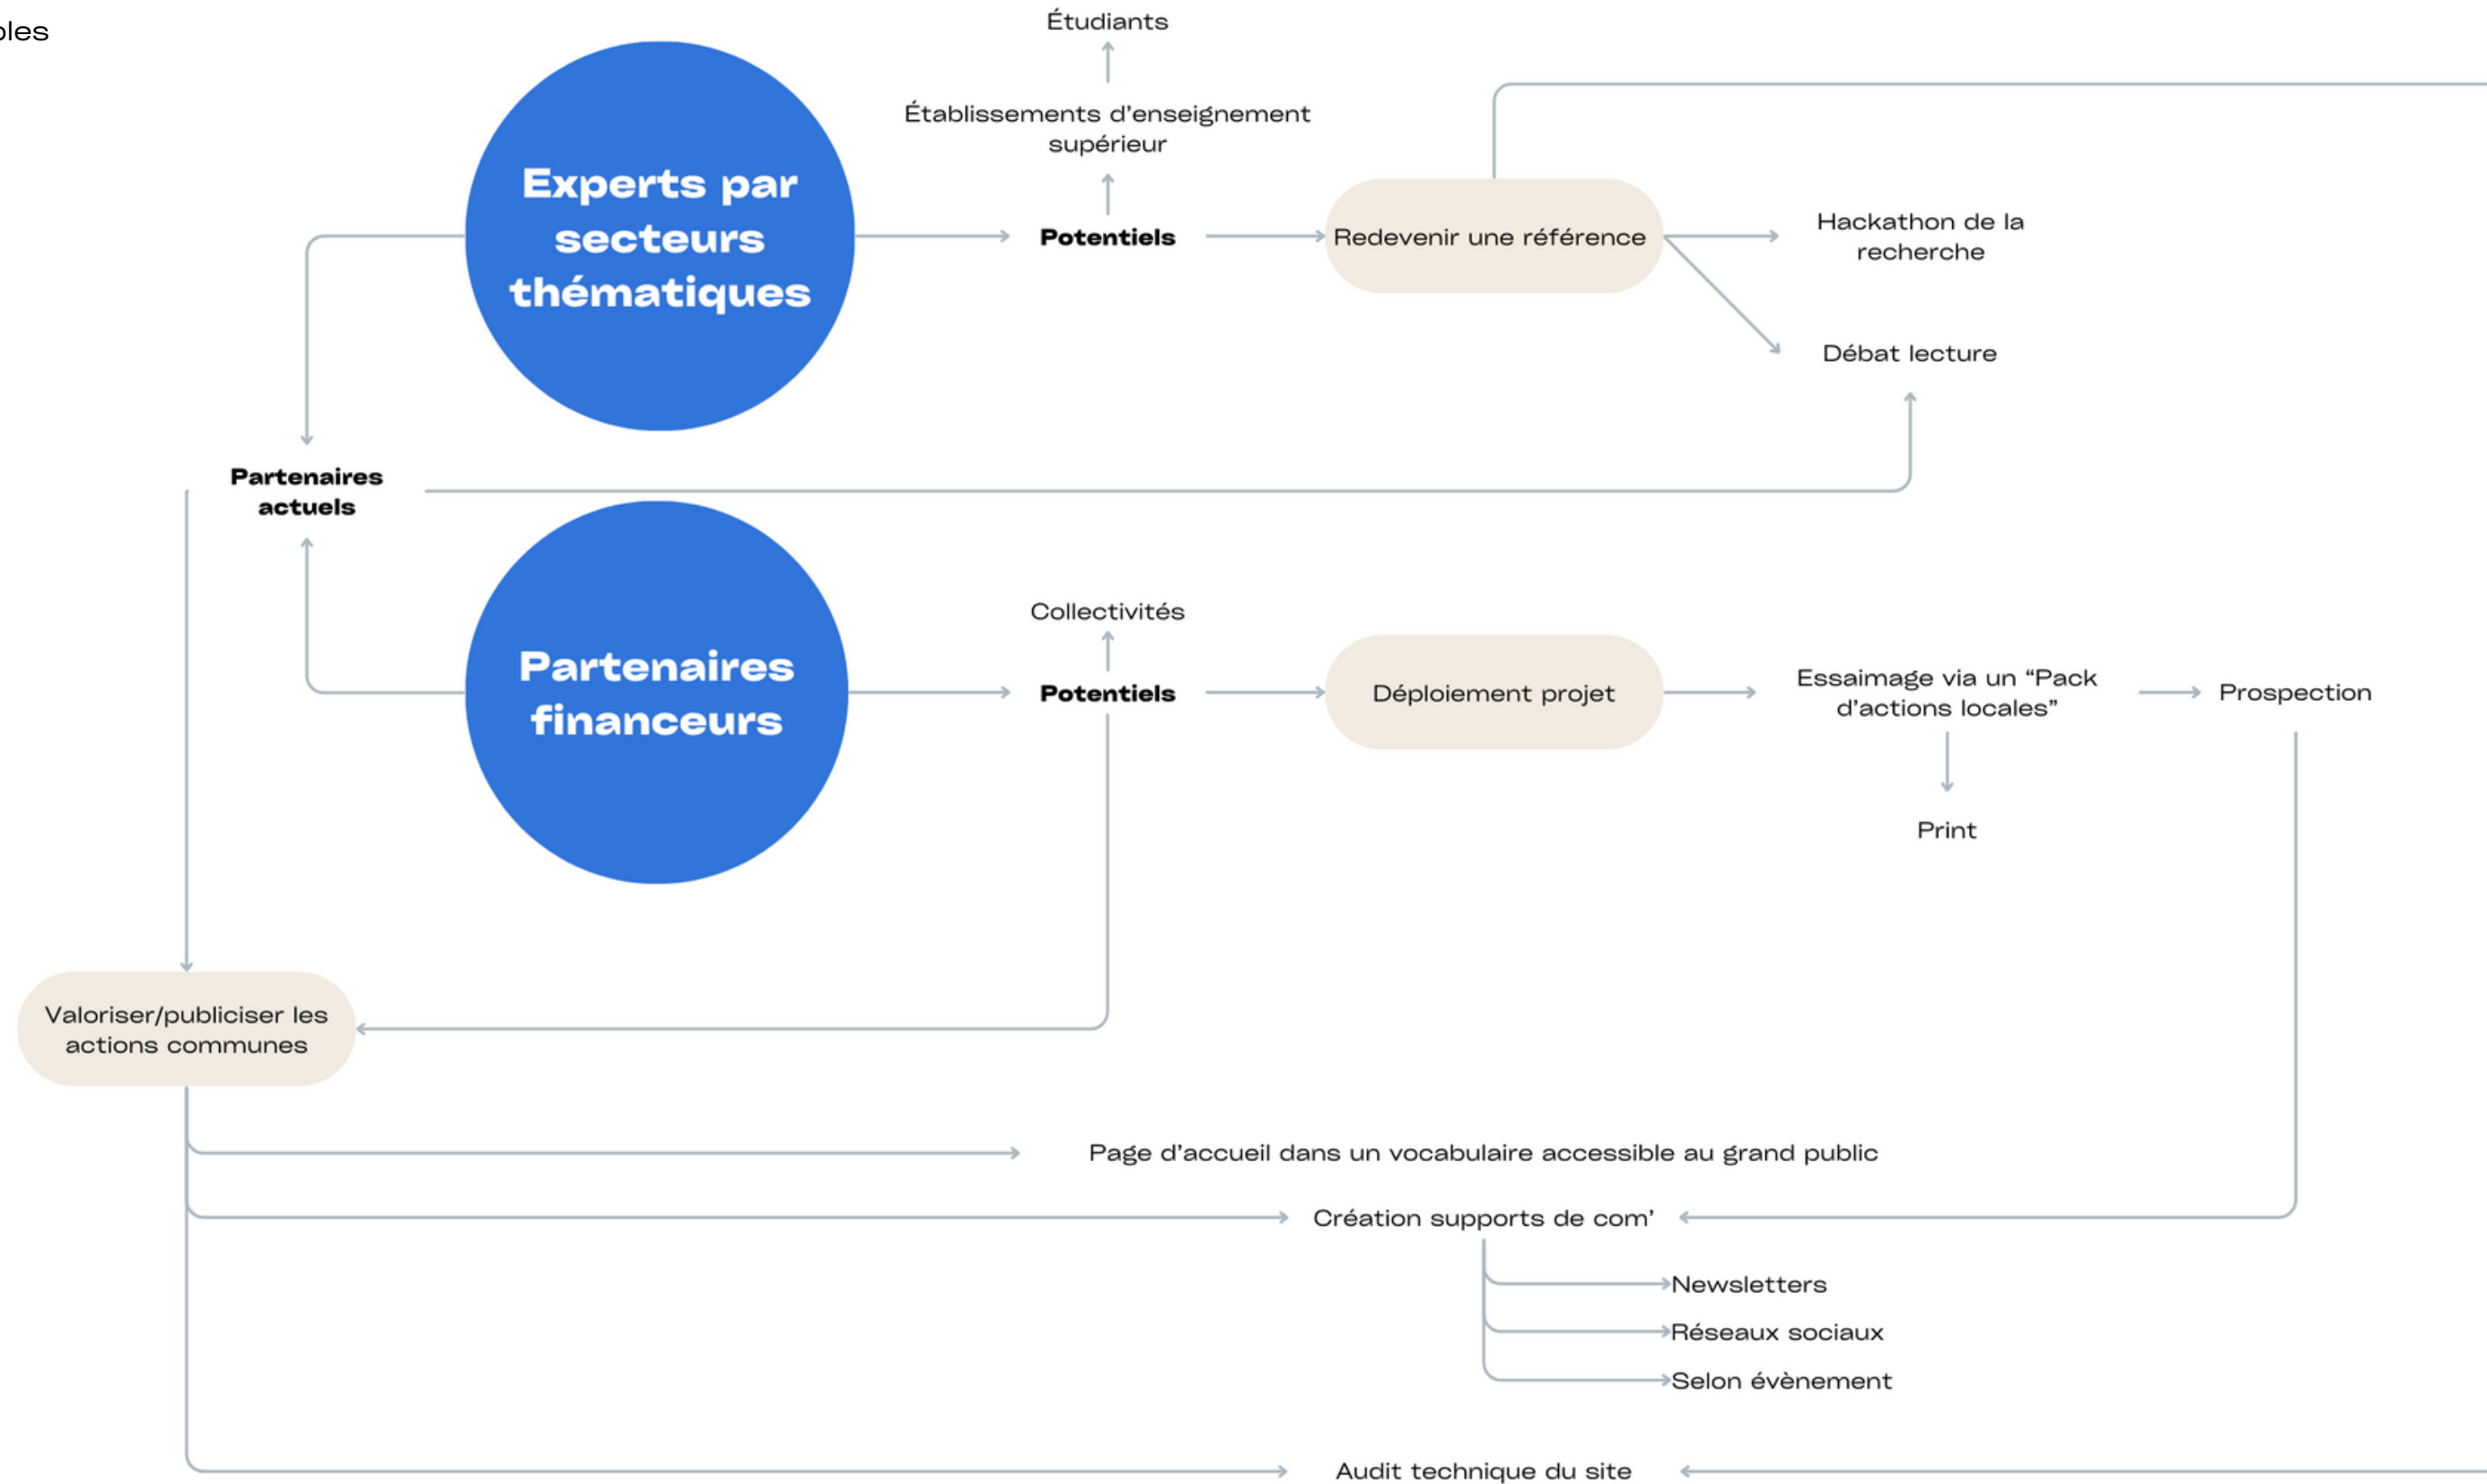 Étudiants
Établissements d’enseignement
supérieur
Experts par
secteurs
thématiques
Potentiels
Redevenir une référence
Hackathon de la
recherche
Débat lecture
Partenaires
actuels
Partenaires
financeurs
Collectivités
Potentiels
Déploiement projet
Essaimage via un “Pack
d’actions locales”
Prospection
Print
Valoriser/publiciser les
actions communes
Page d’accueil dans un vocabulaire accessible au grand public
Création supports de com’
Newsletters
Réseaux sociaux
Selon évènement
Audit technique du site